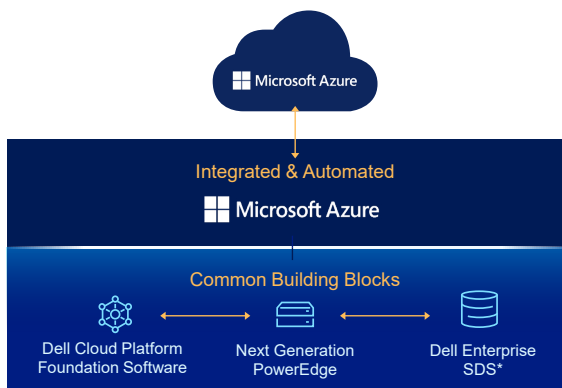 Microsoft Azure
Integrated & Automated
Microsoft Azure
Common Building Blocks
Dell Cloud Platform
Foundation Software
Next Generation
PowerEdge
Dell Enterprise
SDS*